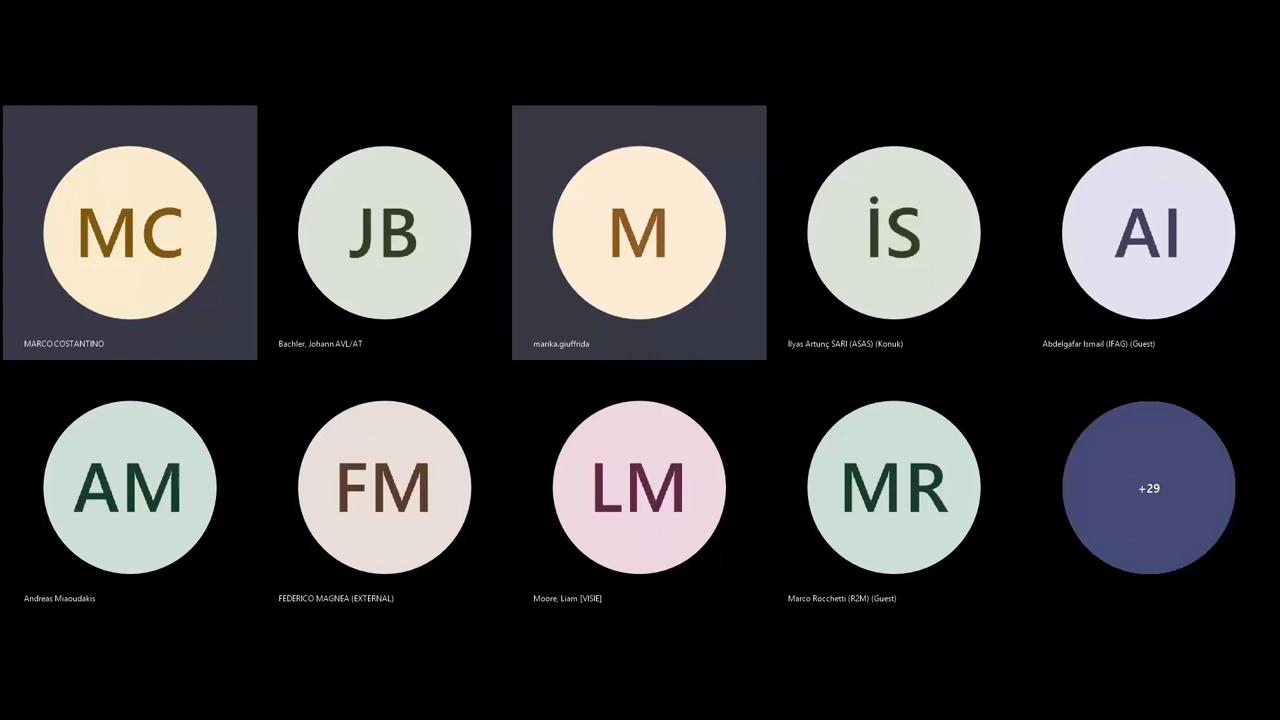 MC
JB
M
İS
AI
MARCO COSTANTINO
Bachler, Johann AVL/AT
marika.giuffrida
İlyas Artunç SARI (ASAS) (Konuk)
Abdelgafar Ismail (IFAG) (Guest)
AM
FM
LM
MR
+29
Andreas Miaoudakis
FEDERICO MAGNEA (EXTERNAL)
Moore, Liam [VISIE]
Marco Rocchetti (R2M) (Guest)